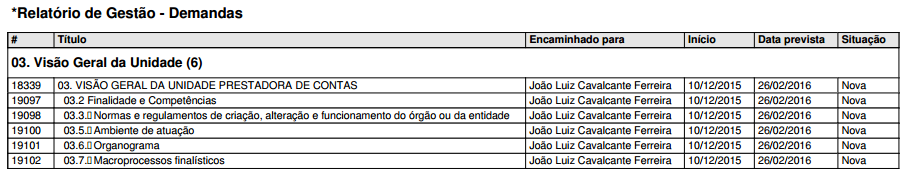 *Relatório de Gestão - Demandas
# Título Encaminhado para Início Data prevista Situação
03. Visão Geral da Unidade (6)
18339 03. VISÃO GERAL DA UNIDADE PRESTADORA DE CONTAS João Luiz Cavalcante Ferreira 10/12/2015 26/02/2016 Nova
19097 03.2 Finalidade e Competências João Luiz Cavalcante Ferreira 10/12/2015 26/02/2016 Nova
19098 03.3.▯ Normas e regulamentos de criação, alteração e funcionamento do órgão ou da entidade João Luiz Cavalcante Ferreira 10/12/2015 26/02/2016 Nova
19100 03.5.▯ Ambiente de atuação João Luiz Cavalcante Ferreira 10/12/2015 26/02/2016 Nova
19101 03.6.▯ Organograma João Luiz Cavalcante Ferreira 10/12/2015 26/02/2016 Nova
19102 03.7.▯ Macroprocessos finalísticos João Luiz Cavalcante Ferreira 10/12/2015 26/02/2016 Nova